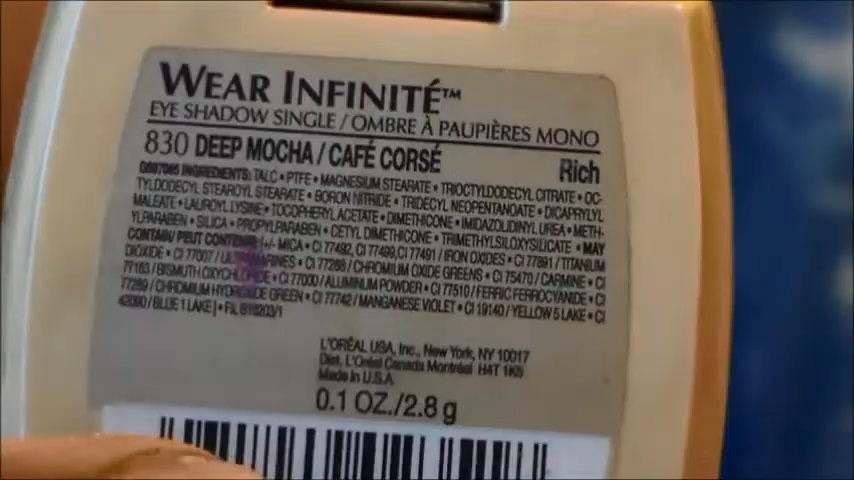 WEAR INFINITÉ™
EYE SHADOW SINGLE / OMBRE À PAUPIÈRES MONO
830 DEEP MOCHA / CAFÉ CORSÉ
Rich
INGREDIENTS: TALC • PTFE • MAGNESIUM STEARATE • TRIOCTYLDODECYL CITRATE • OC-
TYLDODECYL STEAROYL STEARATE • BORON NITRIDE • TRIDECYL NEOPENTANOATE • DICAPRYLYL
MALEATE • LAUROYL LYSINE • TOCOPHERYL ACETATE • DIMETHICONE • IMIDAZOLIDINYL UREA • METH-
YLPARABEN • SILICA • PROPYLPARABEN • CETYL DIMETHICONE • TRIMETHYLSILOXYSILICATE • MAY
CONTAIN/PEUT CONTENIR: [+/- MICA • CI 77492, CI 77499, CI 77491 / IRON OXIDES • CI 77891 / TITANIUM
DIOXIDE • CI 77007 / ULTRAMARINES • CI 77288 / CHROMIUM OXIDE GREENS • CI 75470 / CARMINE • CI
77163 / BISMUTH OXYCHLORIDE • CI 77000 / ALUMINUM POWDER • CI 77510 / FERRIC FERROCYANIDE • CI
77289 / CHROMIUM HYDROXIDE GREEN • CI 77742 / MANGANESE VIOLET • CI 19140 / YELLOW 5 LAKE • CI
42090 / BLUE 1 LAKE] • F.I.L.
L'ORÉAL USA, Inc., New York, NY 10017
Dist. L'Oréal Canada Montréal H4T 1K5
Made in U.S.A
0.1 OZ./2.8 g